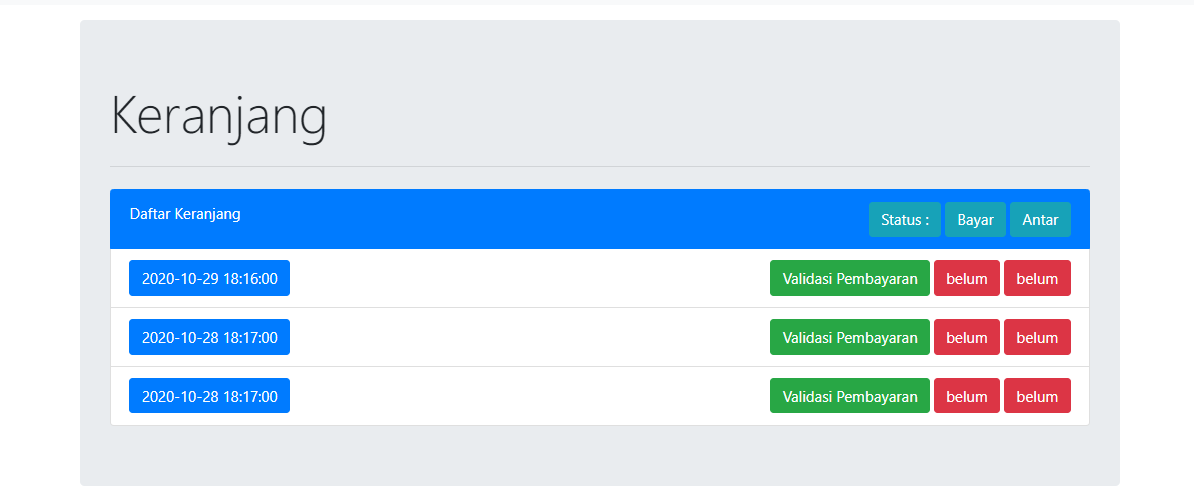 Keranjang
Daftar Keranjang Status : Bayar Antar
2020-10-29 18:16:00 Validasi Pembayaran belum belum
2020-10-28 18:17:00 Validasi Pembayaran belum belum
2020-10-28 18:17:00 Validasi Pembayaran belum belum